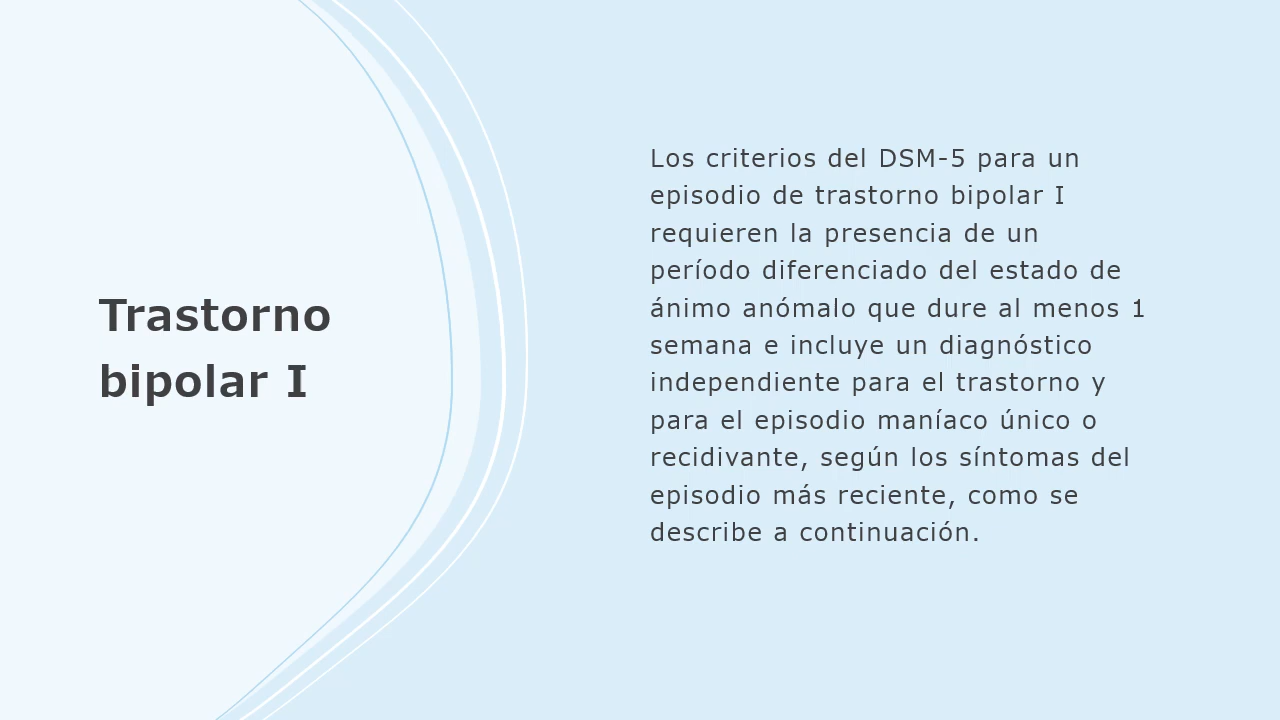 Trastorno
bipolar I
Los criterios del DSM-5 para un
episodio de trastorno bipolar I
requieren la presencia de un
período diferenciado del estado de
ánimo anómalo que dure al menos 1
semana e incluye un diagnóstico
independiente para el trastorno y
para el episodio maníaco único o
recidivante, según los síntomas del
episodio más reciente, como se
describe a continuación.